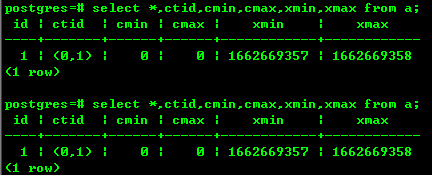 postgres=# select *,ctid,cmin,cmax,xmin,xmax from a;
 id | ctid  | cmin | cmax |    xmin    |    xmax
----+-------+------+------+------------+------------
  1 | (0,1) |    0 |    0 | 1662669357 | 1662669358
(1 row)

postgres=# select *,ctid,cmin,cmax,xmin,xmax from a;
 id | ctid  | cmin | cmax |    xmin    |    xmax
----+-------+------+------+------------+------------
  1 | (0,1) |    0 |    0 | 1662669357 | 1662669358
(1 row)